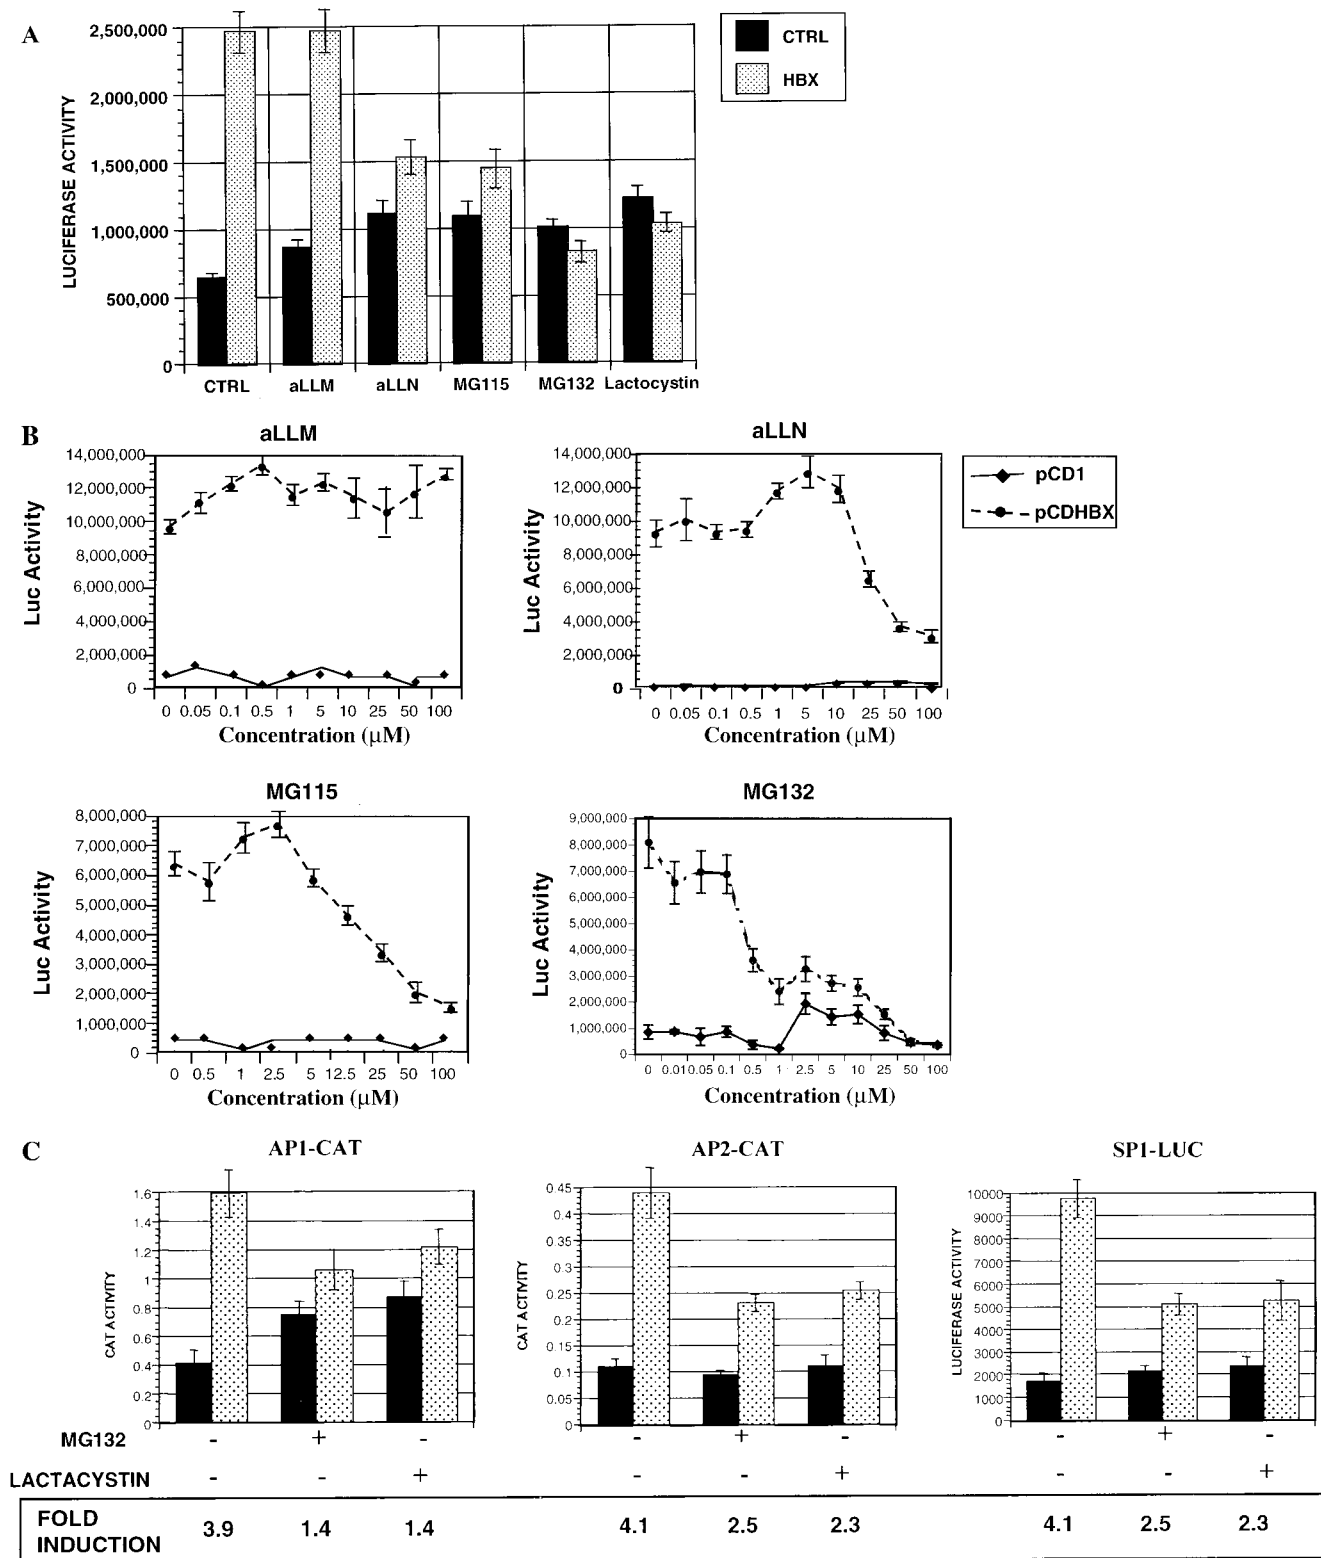 A
2,500,000
2,000,000
1,500,000
1,000,000
500,000
0
LUCIFERASE ACTIVITY
CTRL aLLM aLLN MG115 MG132 Lactocystin
CTRL
HBX
B
aLLM
14,000,000
12,000,000
10,000,000
8,000,000
6,000,000
4,000,000
2,000,000
0
Luc Activity
0 0.05 0.1 0.5 1 5 10 25 50 100
Concentration (µM)
aLLN
14,000,000
12,000,000
10,000,000
8,000,000
6,000,000
4,000,000
2,000,000
0
Luc Activity
0 0.05 0.1 0.5 1 5 10 25 50 100
Concentration (µM)
pCD1
pCDHBX
MG115
8,000,000
7,000,000
6,000,000
5,000,000
4,000,000
3,000,000
2,000,000
1,000,000
0
Luc Activity
0 0.5 1 2.5 5 12.5 25 50 100
Concentration (µM)
MG132
9,000,000
8,000,000
7,000,000
6,000,000
5,000,000
4,000,000
3,000,000
2,000,000
1,000,000
0
Luc Activity
0 0.01 0.05 0.1 0.5 1 2.5 5 10 25 50 100
Concentration (µM)
C
AP1-CAT
1.6
1.4
1.2
1
0.8
0.6
0.4
0.2
0
CAT ACTIVITY
AP2-CAT
0.45
0.4
0.35
0.3
0.25
0.2
0.15
0.1
0.05
0
CAT ACTIVITY
SP1-LUC
10000
9000
8000
7000
6000
5000
4000
3000
2000
1000
0
LUCIFERASE ACTIVITY
MG132 - + - - + - - + -
LACTACYSTIN - - + - - + - - +
FOLD INDUCTION 3.9 1.4 1.4 4.1 2.5 2.3 4.1 2.5 2.3